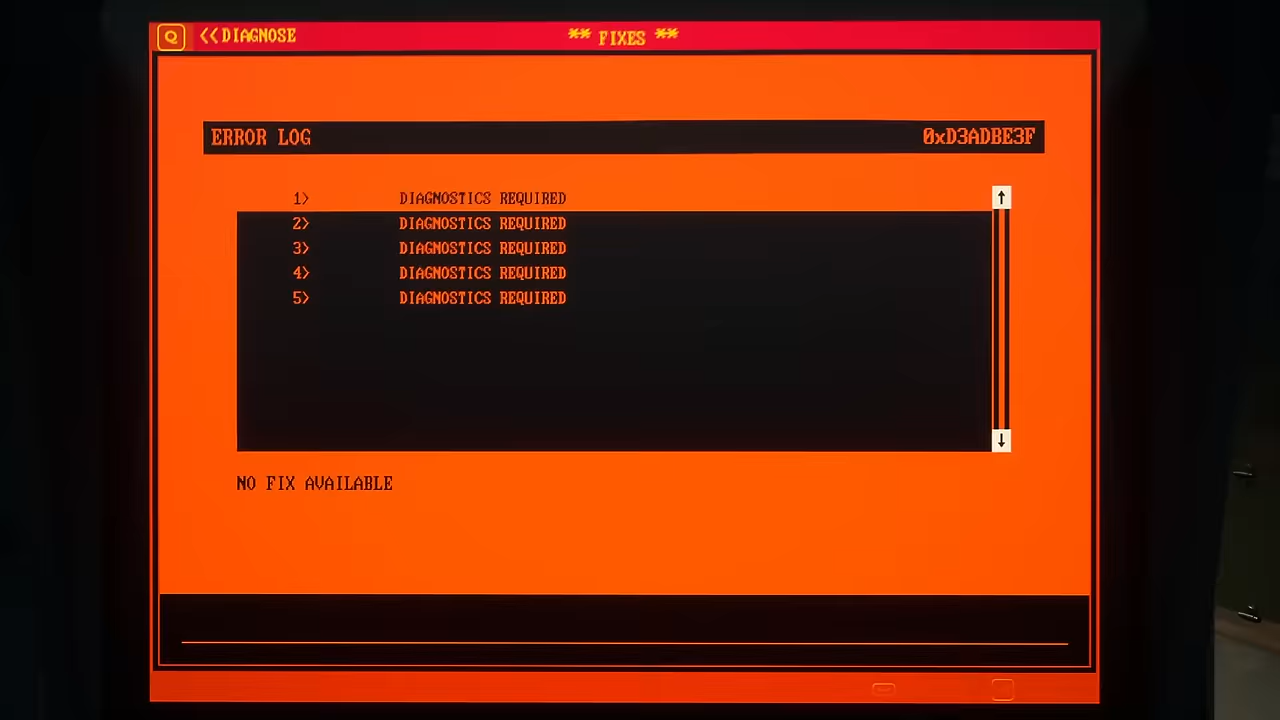 Q <<DIAGNOSE ** FIXES **
ERROR LOG 0xD3ADBE3F
1> DIAGNOSTICS REQUIRED ↑
2> DIAGNOSTICS REQUIRED
3> DIAGNOSTICS REQUIRED
4> DIAGNOSTICS REQUIRED
5> DIAGNOSTICS REQUIRED
↓
NO FIX AVAILABLE